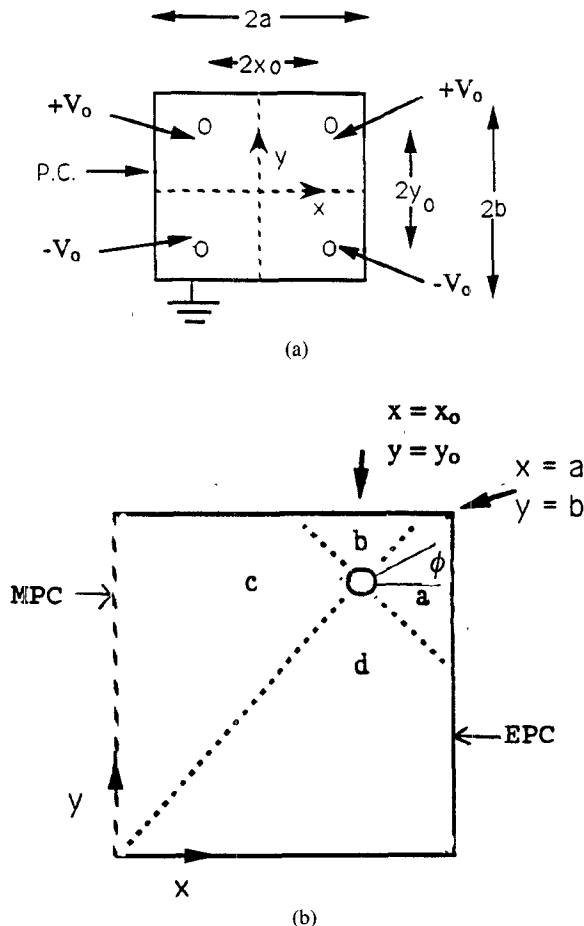 2a
2x₀
+V₀
+V₀
P.C.
y
x
2y₀
2b
-V₀
-V₀
(a)
x = x₀
y = y₀
x = a
y = b
b
ϕ
c
a
MPC
d
EPC
y
x
(b)